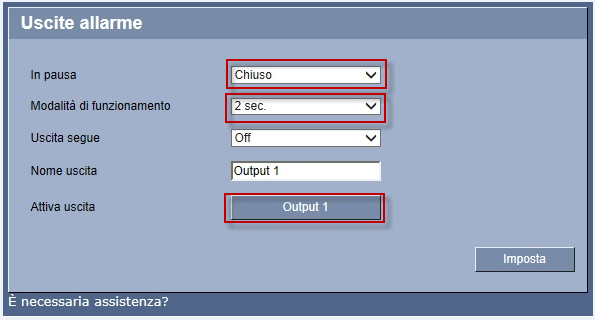 Uscite allarme
In pausa Chiuso
Modalità di funzionamento 2 sec.
Uscita segue Off
Nome uscita Output 1
Attiva uscita Output 1
Imposta
È necessaria assistenza?